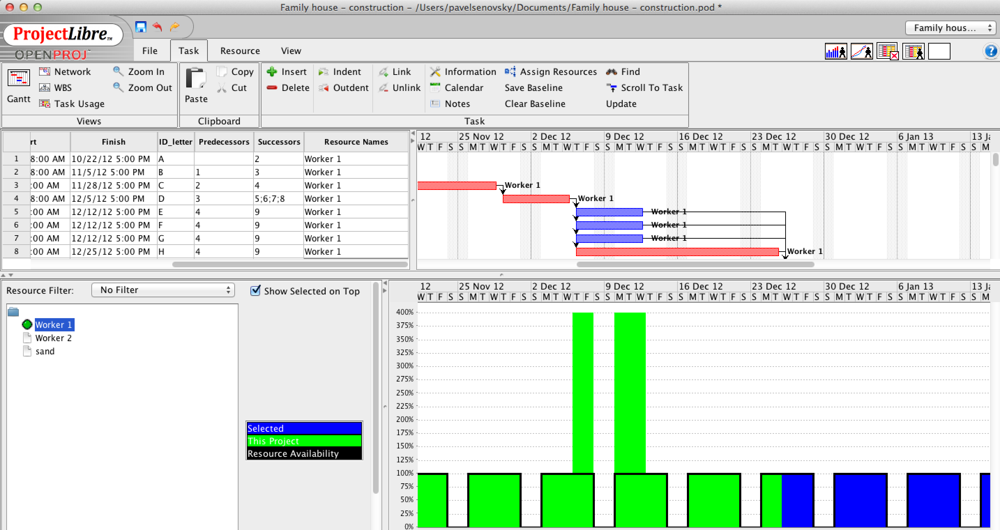 Family house – construction – /Users/pavelsenovsky/Documents/Family house – construction.pod *
ProjectLibre™
OPENPROJ
Family hous...
File Task Resource View
Gantt Network WBS Task Usage Zoom In Zoom Out
Views
Paste Copy Cut
Clipboard
Insert Delete Indent Outdent Link Unlink Information Calendar Notes Assign Resources Save Baseline Clear Baseline Find Scroll To Task Update
Task
rt Finish ID_letter Predecessors Successors Resource Names
1 8:00 AM 10/22/12 5:00 PM A 2 Worker 1
2 8:00 AM 11/5/12 5:00 PM B 1 3 Worker 1
3 :00 AM 11/28/12 5:00 PM C 2 4 Worker 1
4 8:00 AM 12/5/12 5:00 PM D 3 5;6;7;8 Worker 1
5 :00 AM 12/12/12 5:00 PM E 4 9 Worker 1
6 :00 AM 12/12/12 5:00 PM F 4 9 Worker 1
7 :00 AM 12/12/12 5:00 PM G 4 9 Worker 1
8 :00 AM 12/25/12 5:00 PM H 4 9 Worker 1
12 25 Nov 12 2 Dec 12 9 Dec 12 16 Dec 12 23 Dec 12 30 Dec 12 6 Jan 13 13 J
W T F S S M T W T F S S M T W T F S S M T W T F S S M T W T F S S M T W T F S S M T W T F S S M T W T F S S M
Worker 1
Worker 1
Worker 1
Worker 1
Worker 1
Worker 1
Resource Filter: No Filter Show Selected on Top
Worker 1
Worker 2
sand
Selected
This Project
Resource Availability
12 25 Nov 12 2 Dec 12 9 Dec 12 16 Dec 12 23 Dec 12 30 Dec 12 6 Jan 13 13 J
W T F S S M T W T F S S M T W T F S S M T W T F S S M T W T F S S M T W T F S S M T W T F S S M T W T F S S M
400%
375%
350%
325%
300%
275%
250%
225%
200%
175%
150%
125%
100%
75%
50%
25%
0%